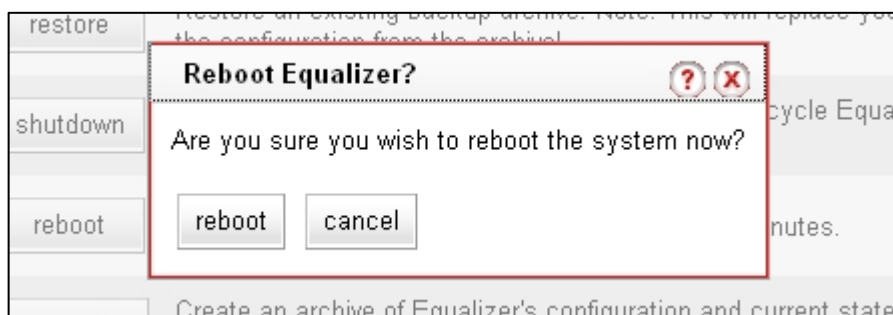 restore
Restore an existing backup archive. Note: This will replace you
the configuration from the archive!
Reboot Equalizer?
? X
shutdown
cycle Equa
Are you sure you wish to reboot the system now?
reboot
reboot cancel
nutes.
Create an archive of Equalizer's configuration and current state